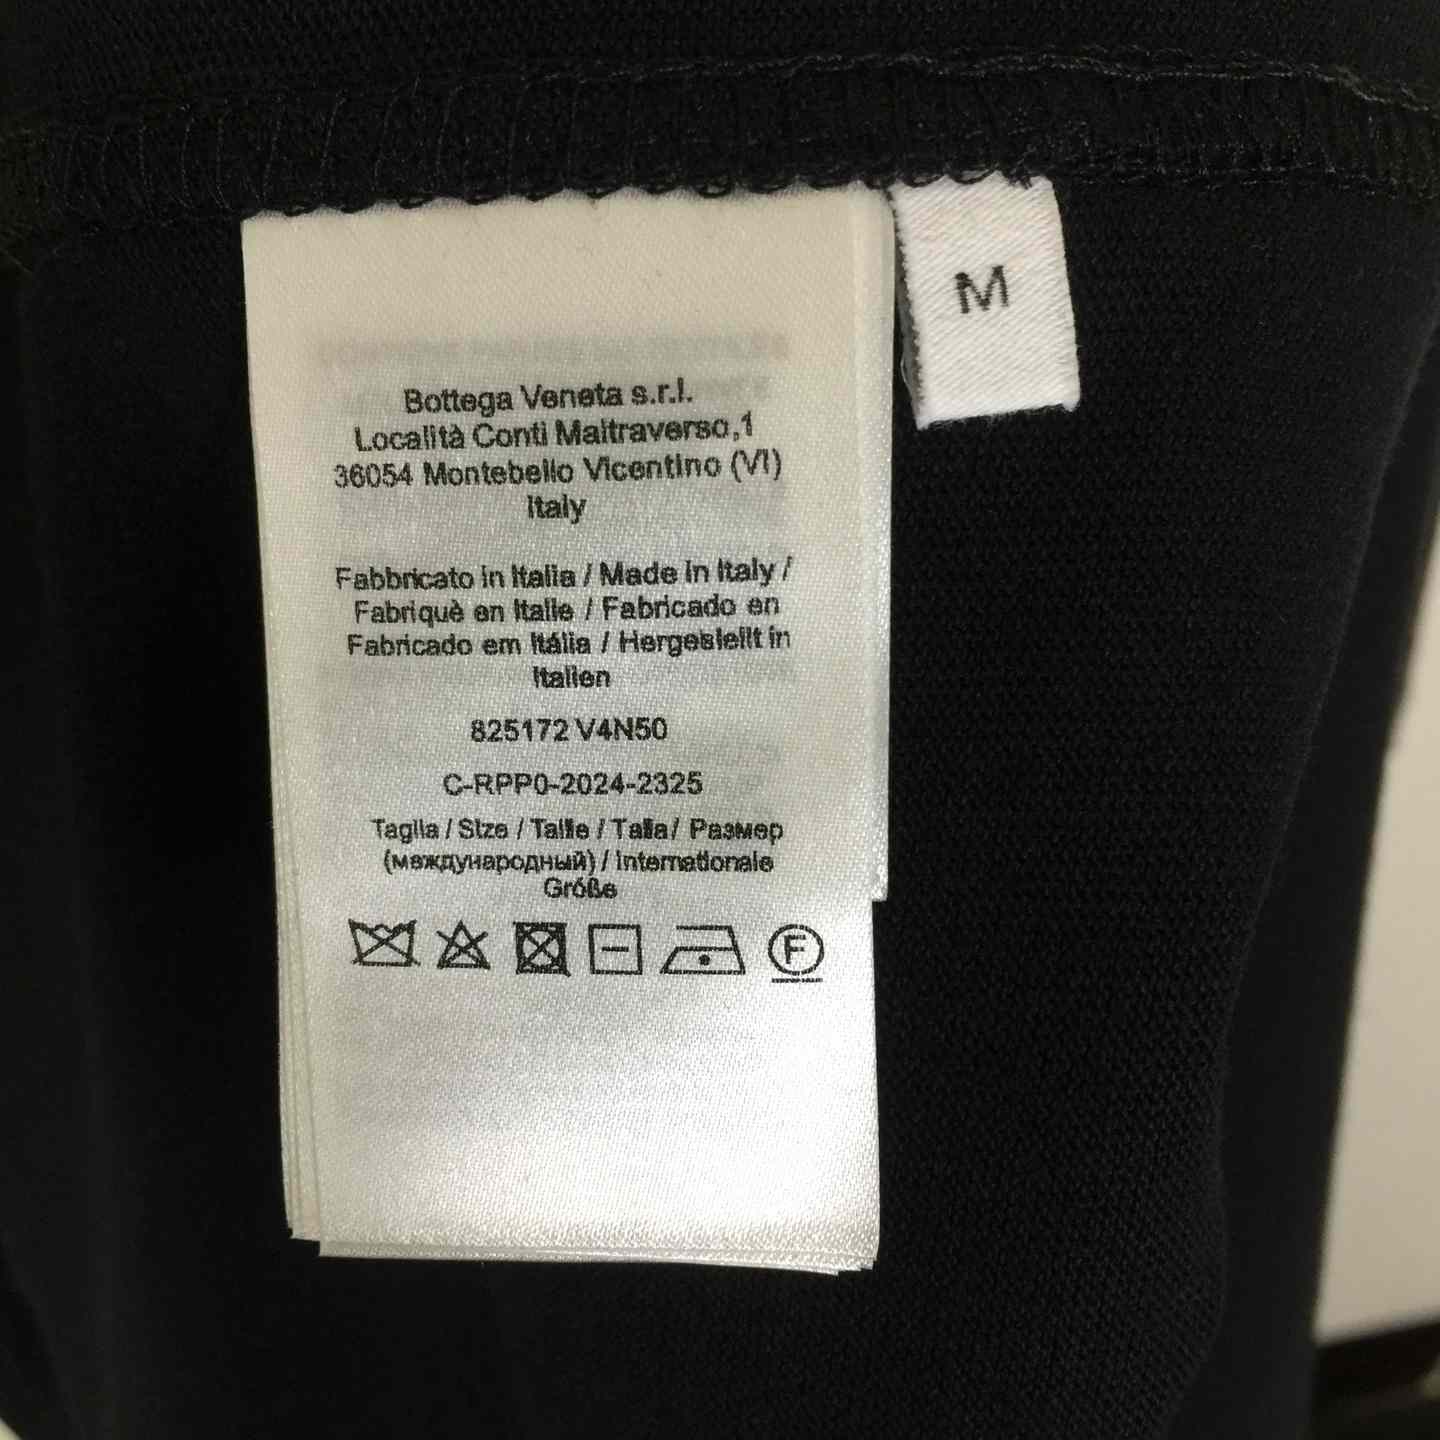 Bottega Veneta s.r.l.
Località Conti Maltraverso,1
36054 Montebello Vicentino (VI)
Italy
Fabbricato in Italia / Made in Italy /
Fabriquè en Italie / Fabricado en
Fabricado em Itália / Hergestellt in
Italien
825172 V4N50
C-RPP0-2024-2325
Taglia / Size / Taille / Talla / Размер
(международный) / Internationale
Größe
F
M